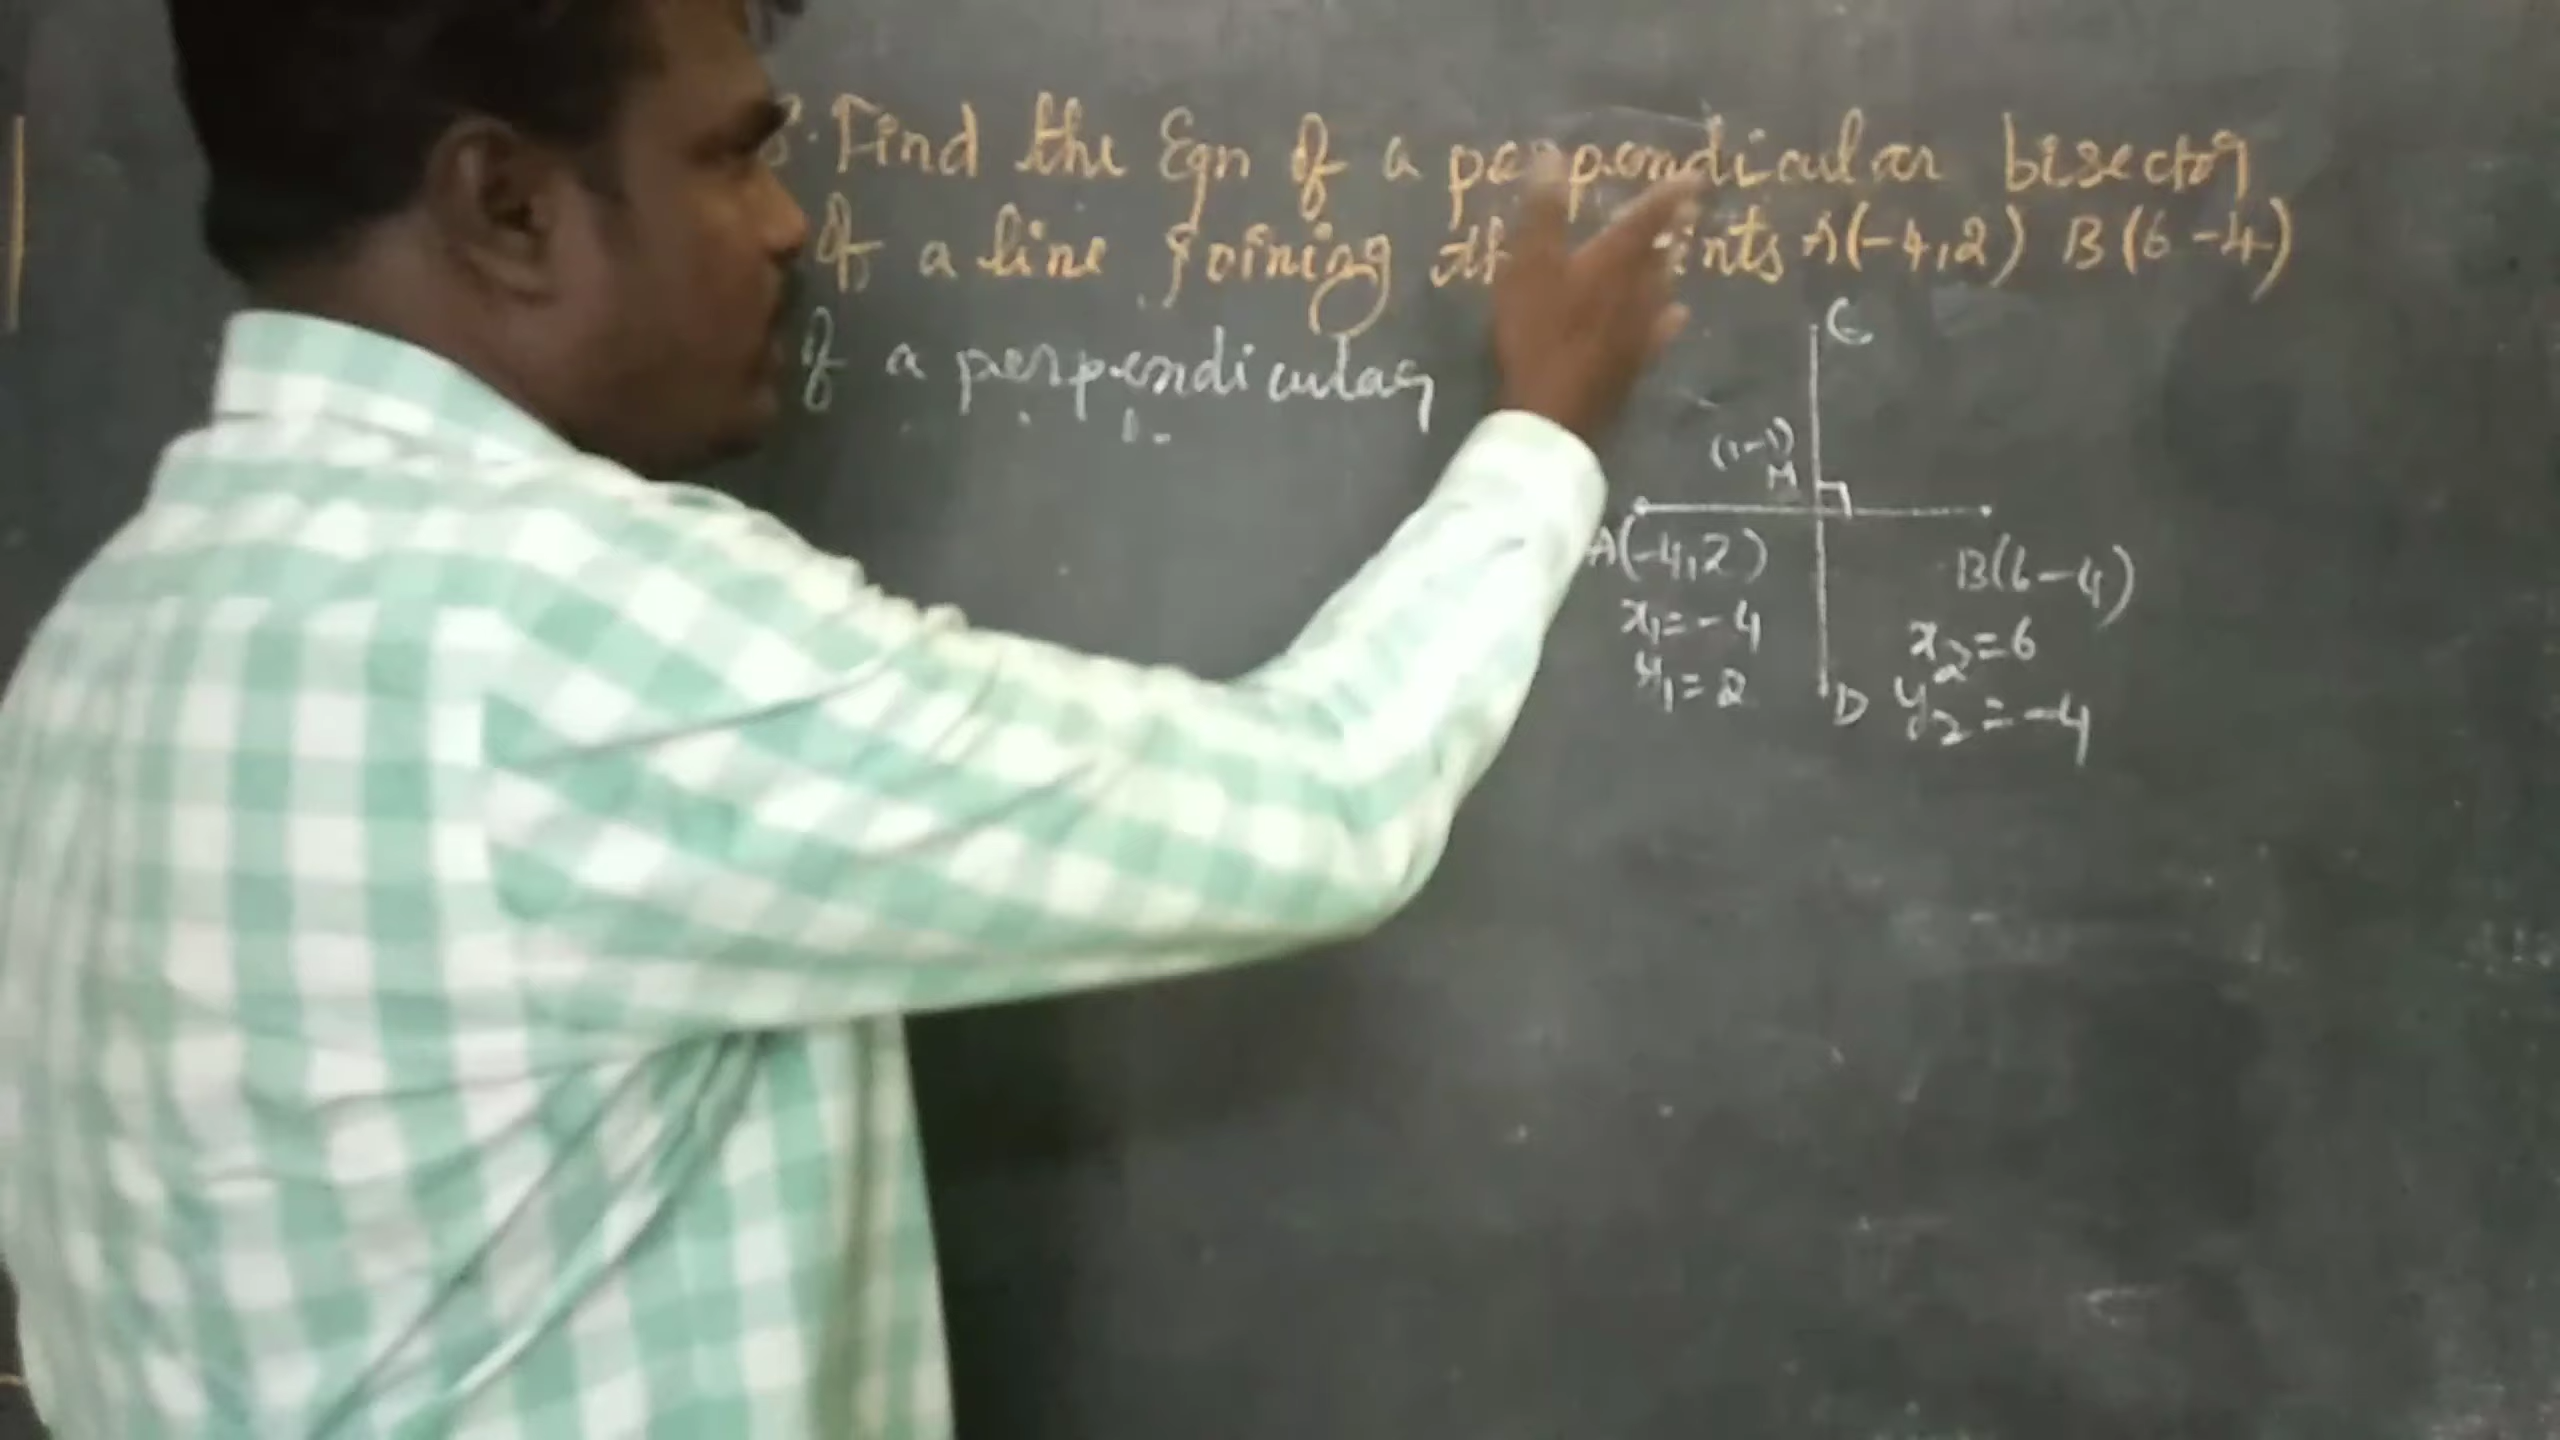 8. Find the Eqn of a perpendicular bisector
of a line joining points A(-4,2) B(6 -4)
of a perpendicular
C
(1-1)
M
A(-4,2)
B(6-4)
x1=-4
x2=6
y1=2
y2=-4
D